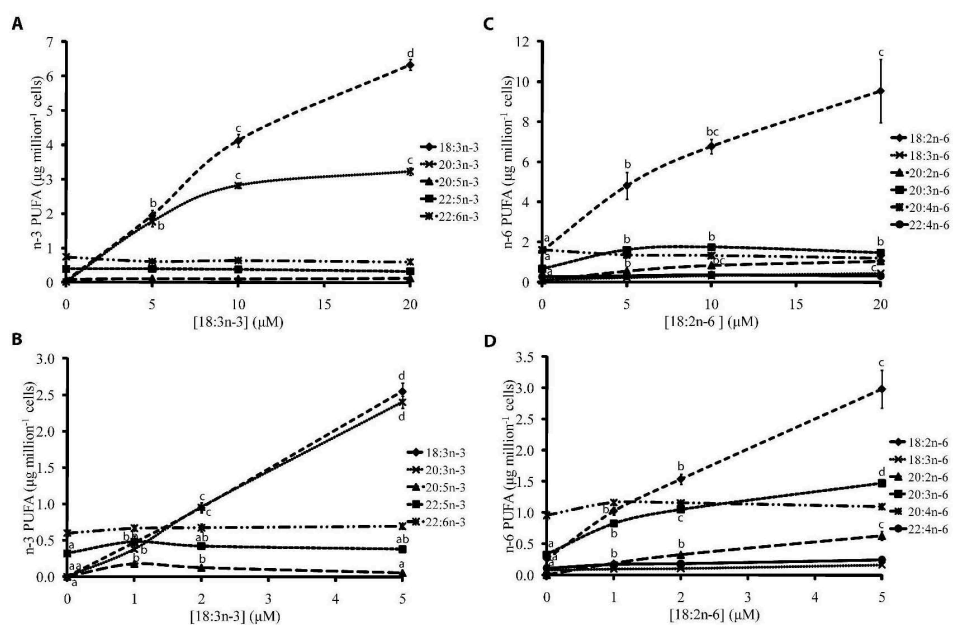 A
n-3 PUFA (µg million⁻¹ cells)
7
6
5
4
3
2
1
0
0 5 10 15 20
[18:3n-3] (µM)
b
b
c
c
d
c
18:3n-3
20:3n-3
20:5n-3
22:5n-3
22:6n-3
C
n-6 PUFA (µg million⁻¹ cells)
12
10
8
6
4
2
0
0 5 10 15 20
[18:2n-6 ] (µM)
a
a
a
b
b
b
bc
b
bc
c
b
c
18:2n-6
18:3n-6
20:2n-6
20:3n-6
20:4n-6
22:4n-6
B
n-3 PUFA (µg million⁻¹ cells)
3.0
2.5
2.0
1.5
1.0
0.5
0.0
0 1 2 3 4 5
[18:3n-3] (µM)
a
a
a
b
b
b
c
c
ab
b
d
d
ab
a
18:3n-3
20:3n-3
20:5n-3
22:5n-3
22:6n-3
D
n-6 PUFA (µg million⁻¹ cells)
3.5
3.0
2.5
2.0
1.5
1.0
0.5
0.0
0 1 2 3 4 5
[18:2n-6] (µM)
a
a
b
b
b
b
c
b
c
d
c
18:2n-6
18:3n-6
20:2n-6
20:3n-6
20:4n-6
22:4n-6